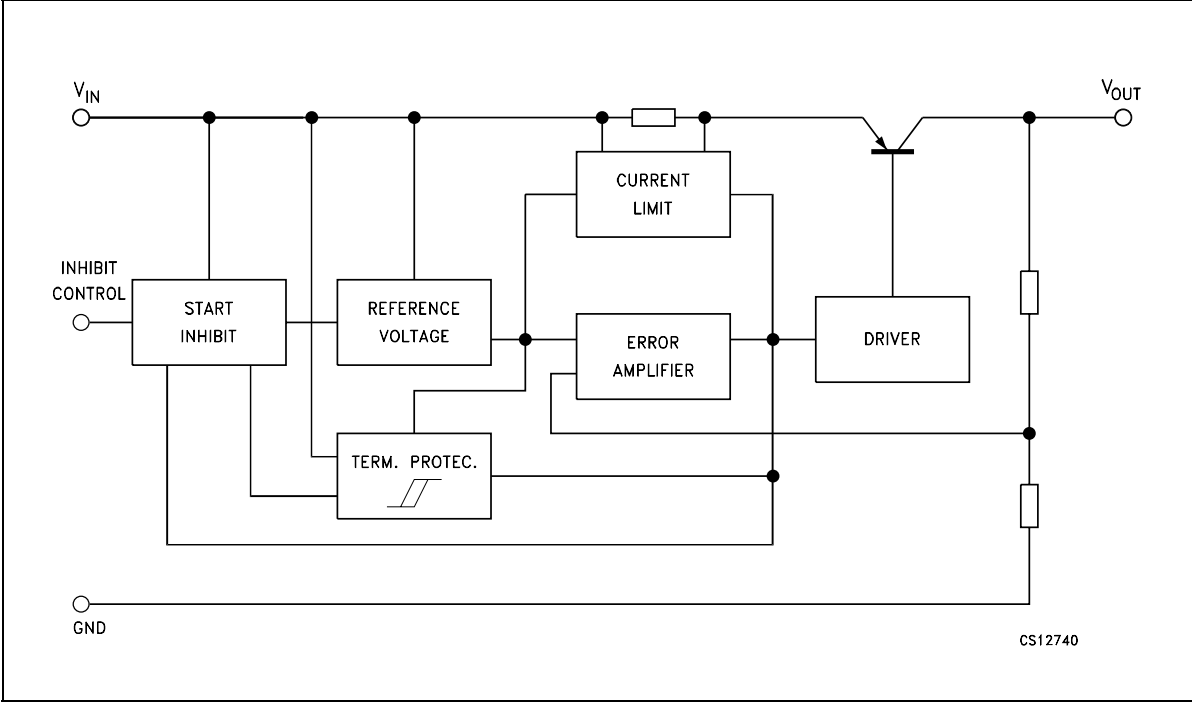 VIN
VOUT
CURRENT
LIMIT
INHIBIT
CONTROL
START
INHIBIT
REFERENCE
VOLTAGE
ERROR
AMPLIFIER
DRIVER
TERM. PROTEC.
GND
CS12740